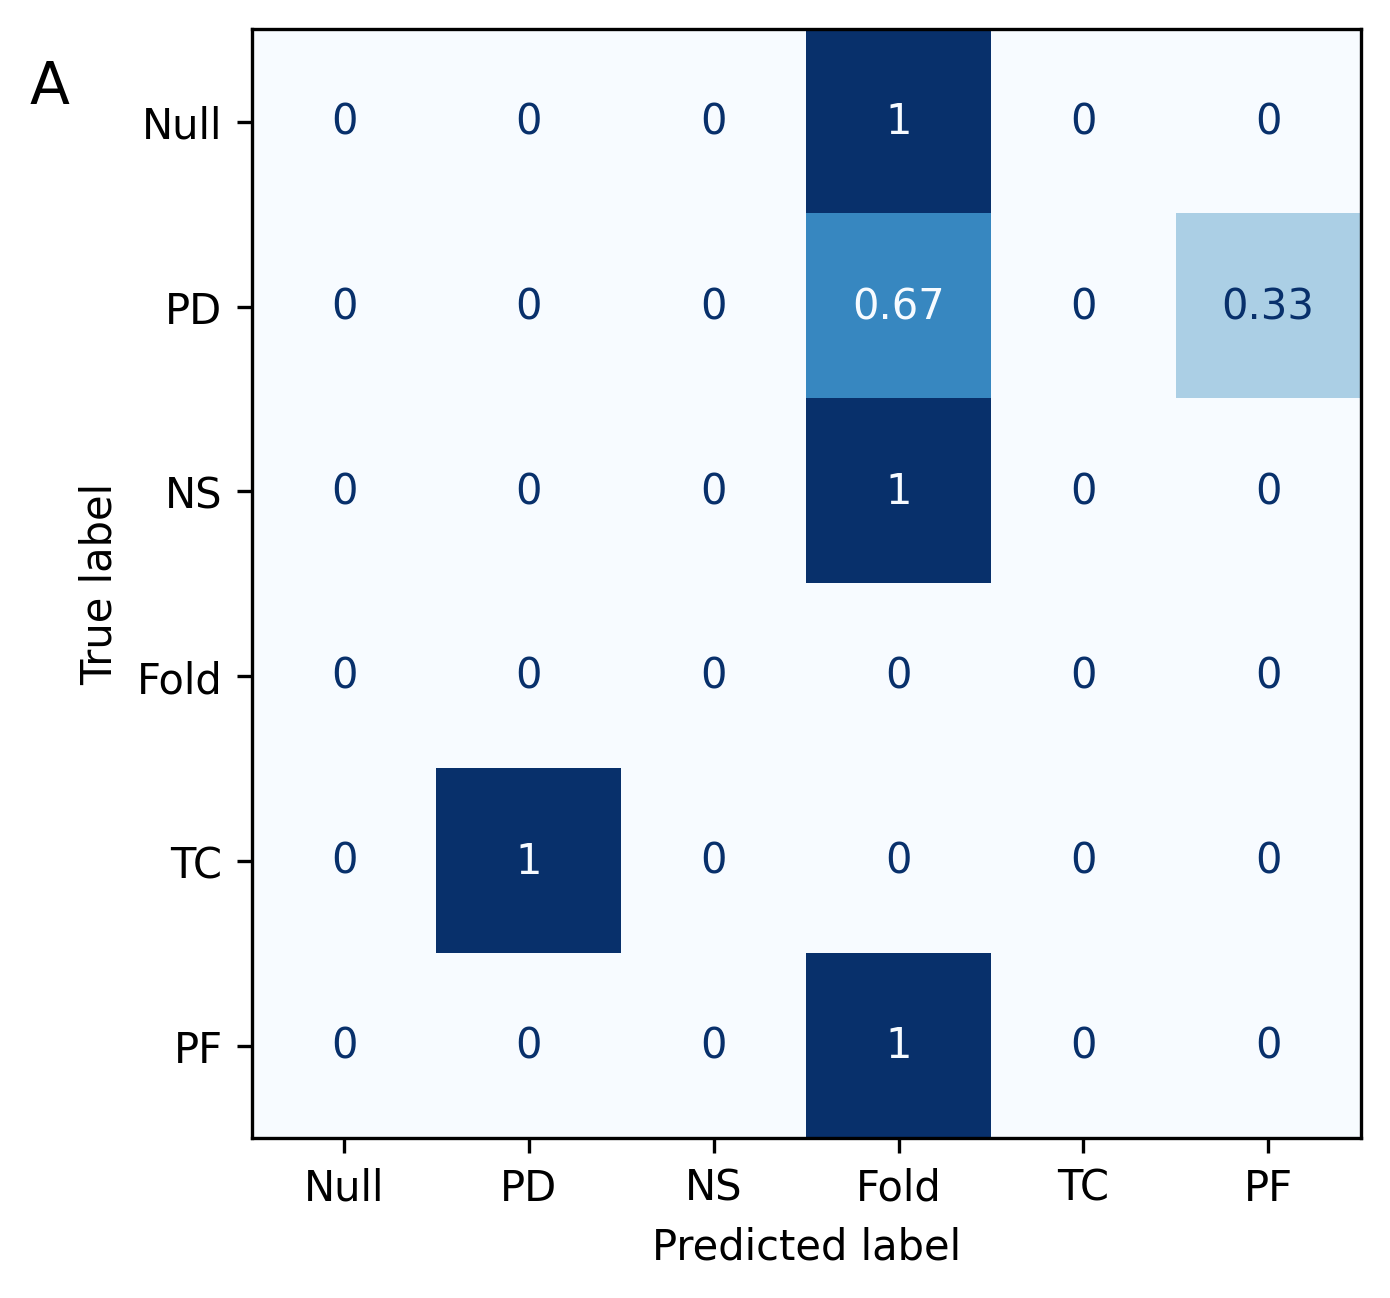 A
Null 0 0 0 1 0 0
PD 0 0 0 0.67 0 0.33
NS 0 0 0 1 0 0
Fold 0 0 0 0 0 0
TC 0 1 0 0 0 0
PF 0 0 0 1 0 0
True label
Null PD NS Fold TC PF
Predicted label